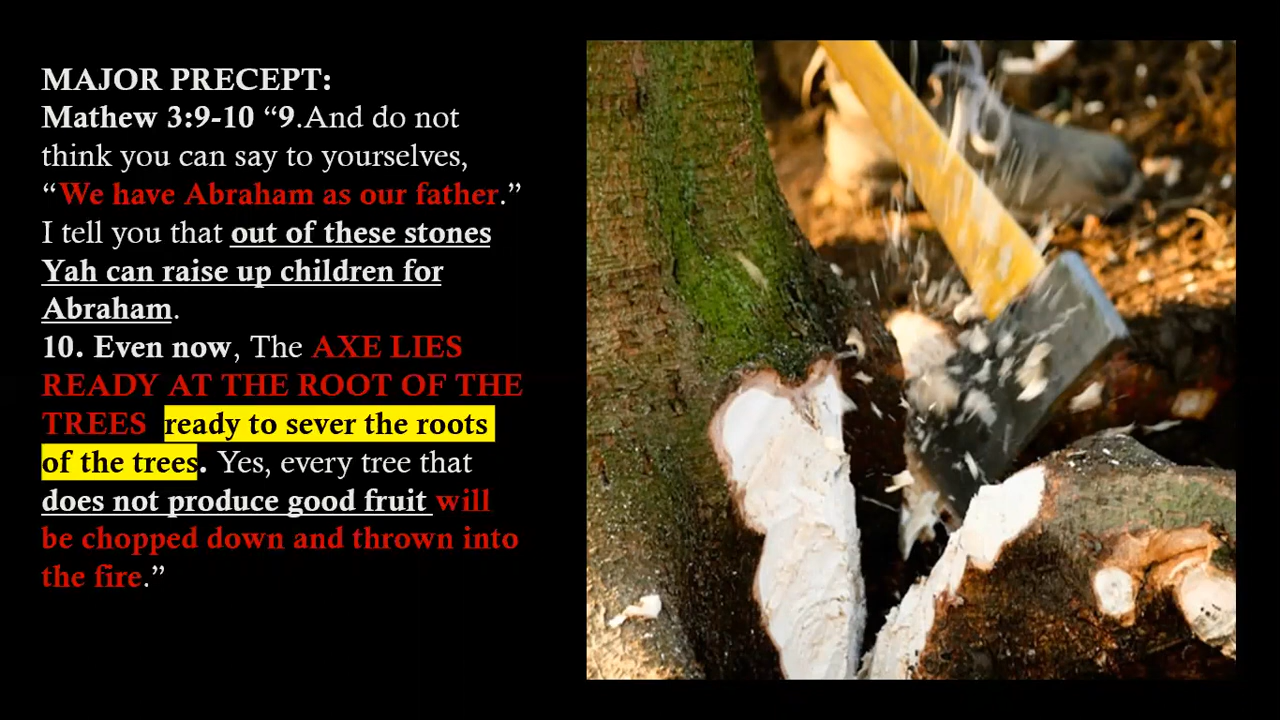 MAJOR PRECEPT:
Mathew 3:9-10 “9.And do not
think you can say to yourselves,
“We have Abraham as our father.”
I tell you that out of these stones
Yah can raise up children for
Abraham.
10. Even now, The AXE LIES
READY AT THE ROOT OF THE
TREES ready to sever the roots
of the trees. Yes, every tree that
does not produce good fruit will
be chopped down and thrown into
the fire.”